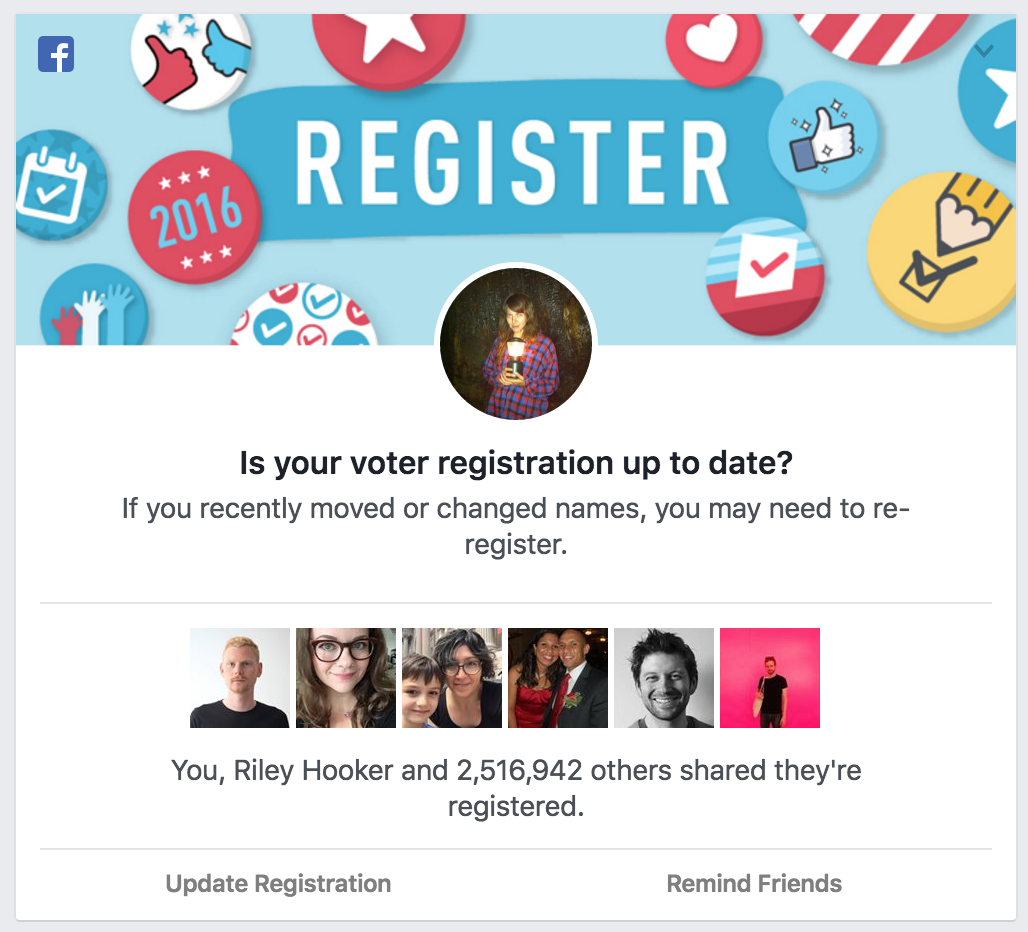 REGISTER
2016
Is your voter registration up to date?
If you recently moved or changed names, you may need to re-
register.
You, Riley Hooker and 2,516,942 others shared they're
registered.
Update Registration
Remind Friends